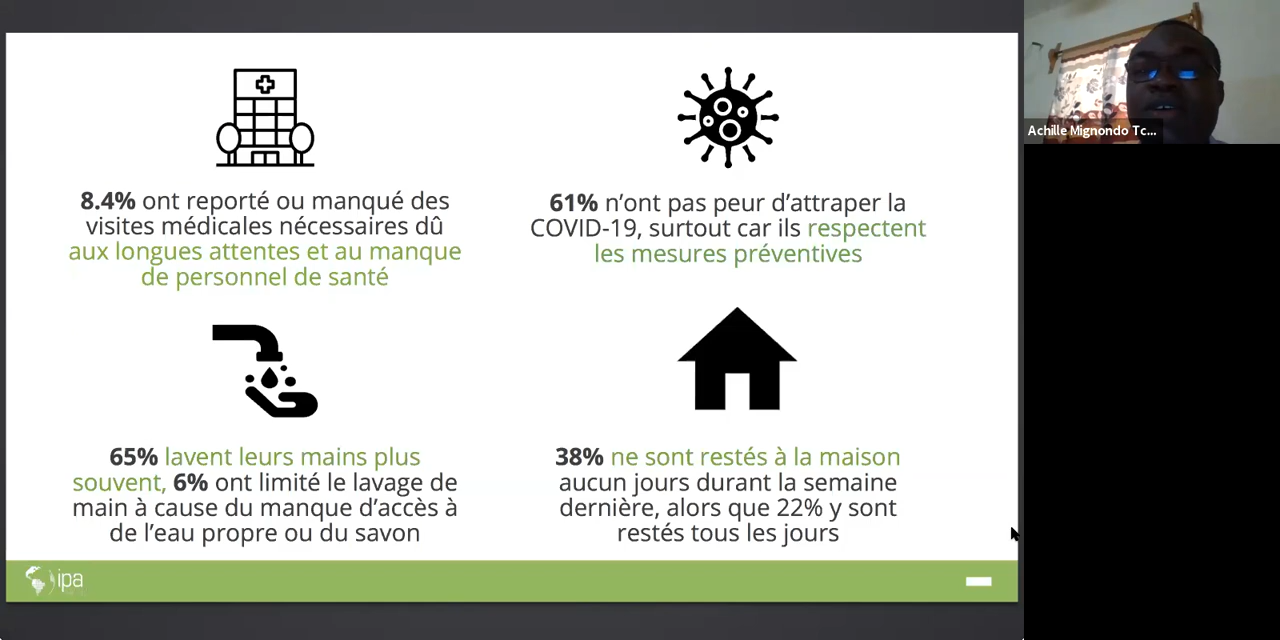 8.4% ont reporté ou manqué des
visites médicales nécessaires dû
aux longues attentes et au manque
de personnel de santé
61% n’ont pas peur d’attraper la
COVID-19, surtout car ils respectent
les mesures préventives
65% lavent leurs mains plus
souvent, 6% ont limité le lavage de
main à cause du manque d’accès à
de l’eau propre ou du savon
38% ne sont restés à la maison
aucun jours durant la semaine
dernière, alors que 22% y sont
restés tous les jours
ipa
Achille Mignondo Tc...